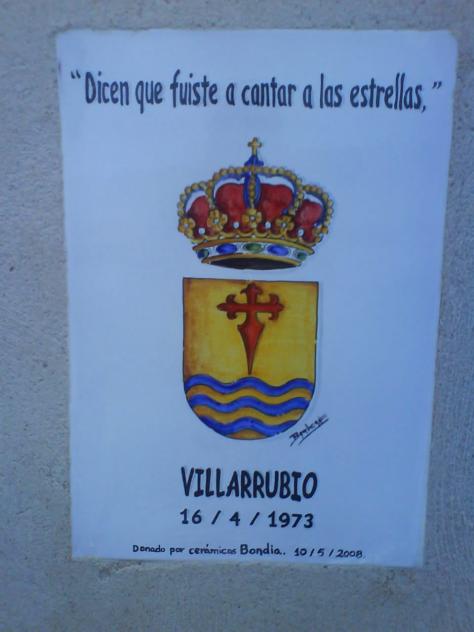 “Dicen que fuiste a cantar a las estrellas,”
VILLARRUBIO
16 / 4 / 1973
Donado por cerámicas Bondia. 10/5/2008.